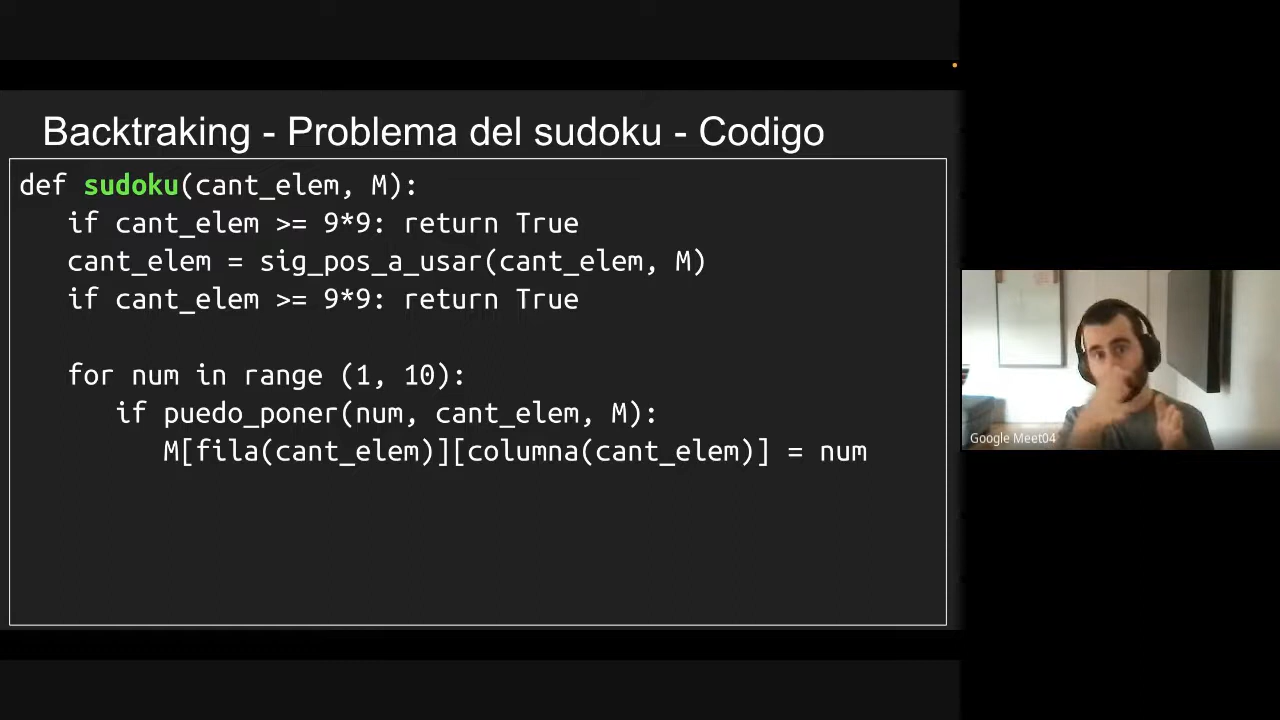 Backtraking - Problema del sudoku - Codigo
def sudoku(cant_elem, M):
if cant_elem >= 9*9: return True
cant_elem = sig_pos_a_usar(cant_elem, M)
if cant_elem >= 9*9: return True
for num in range (1, 10):
if puedo_poner(num, cant_elem, M):
M[fila(cant_elem)][columna(cant_elem)] = num
Google Meet04